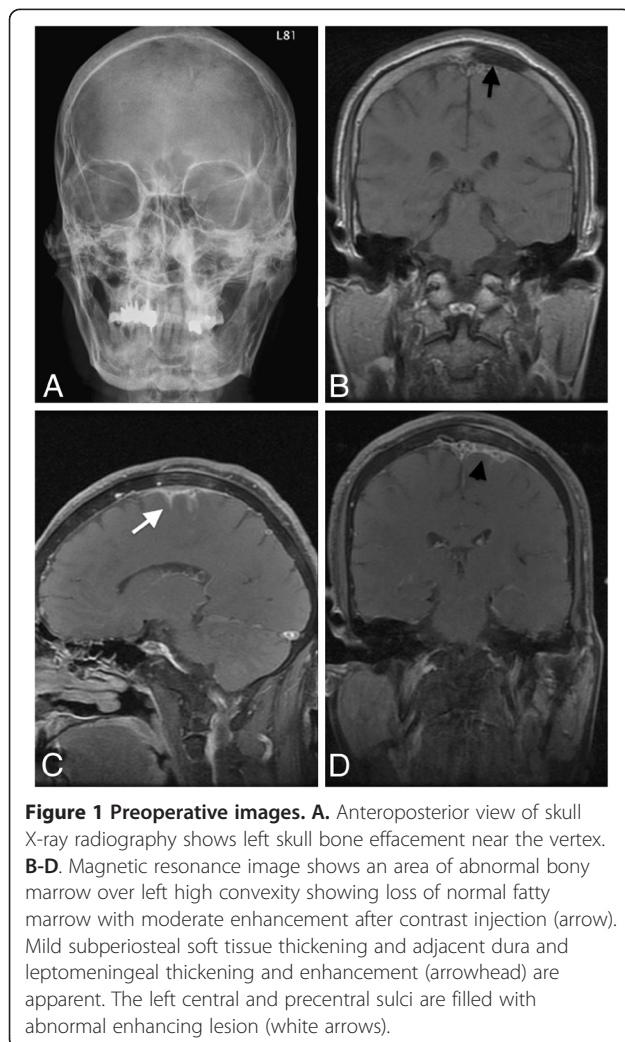 L81
A
B
C
D
Figure 1 Preoperative images. A. Anteroposterior view of skull
X-ray radiography shows left skull bone effacement near the vertex.
B-D. Magnetic resonance image shows an area of abnormal bony
marrow over left high convexity showing loss of normal fatty
marrow with moderate enhancement after contrast injection (arrow).
Mild subperiosteal soft tissue thickening and adjacent dura and
leptomeningeal thickening and enhancement (arrowhead) are
apparent. The left central and precentral sulci are filled with
abnormal enhancing lesion (white arrows).